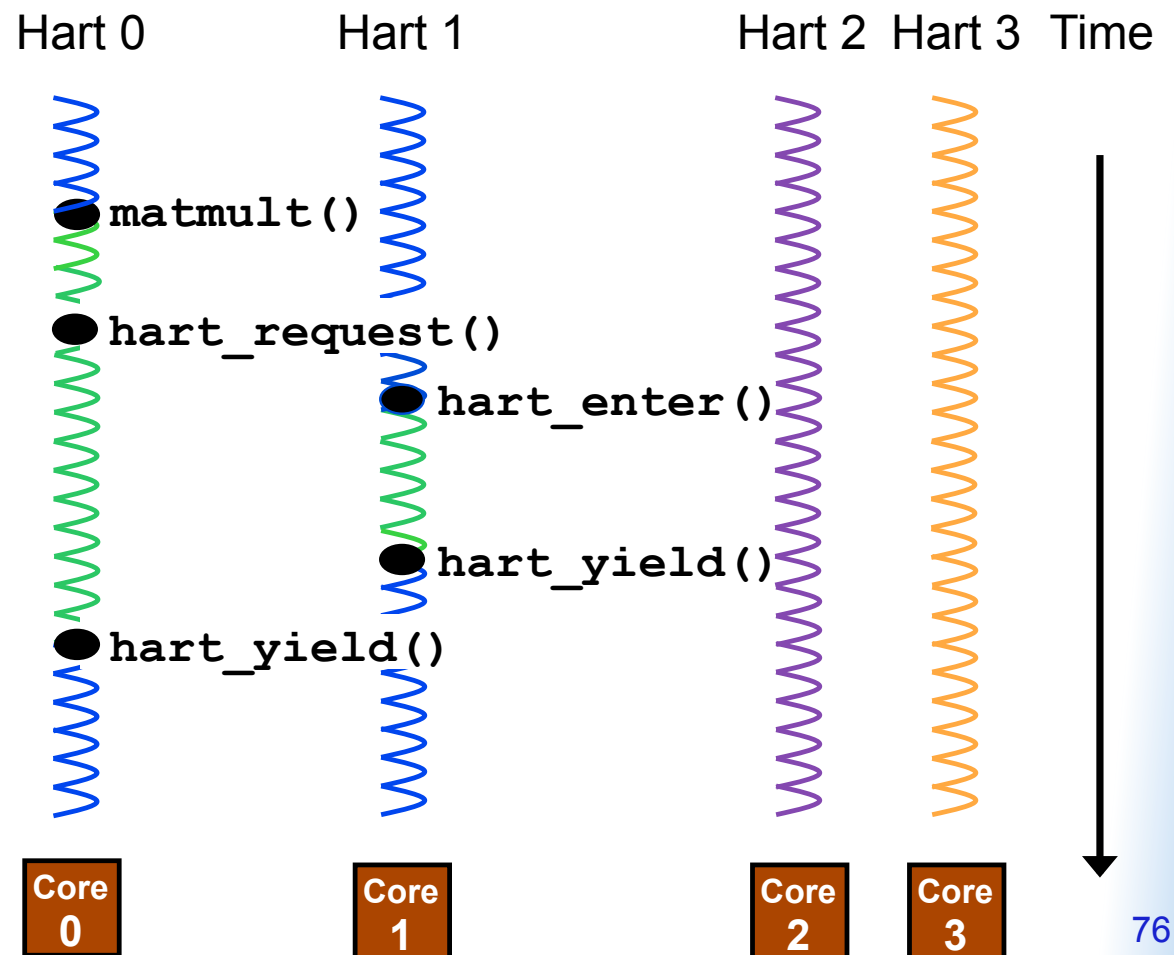 Hart 0 Hart 1 Hart 2 Hart 3 Time
matmult()
hart_request()
hart_enter()
hart_yield()
hart_yield()
Core Core Core Core
0 1 2 3
76